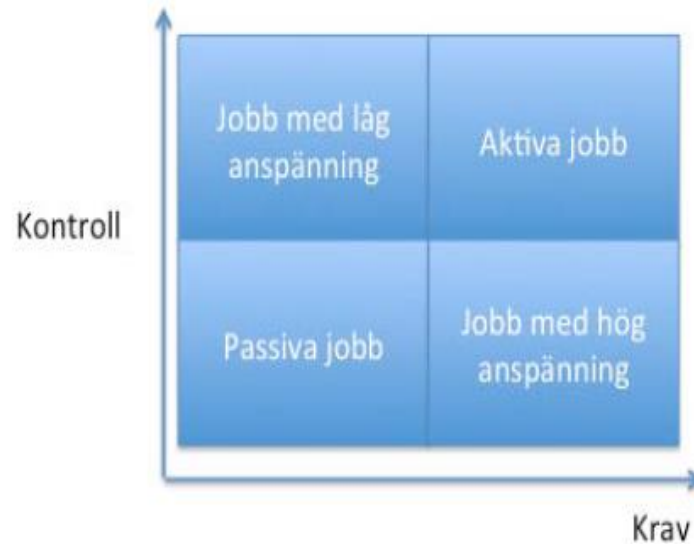 Jobb med låg
anspänning
Aktiva jobb
Kontroll
Passiva jobb
Jobb med hög
anspänning
Krav